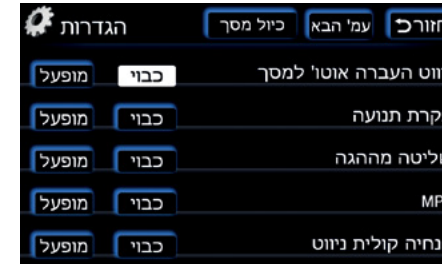 חזור עמ' הבא כיול מסך הגדרות
העברה אוטו' למסך כבוי מופעל
תנועה כבוי מופעל
מההגה כבוי מופעל
כבוי מופעל
קולית ניווט כבוי מופעל